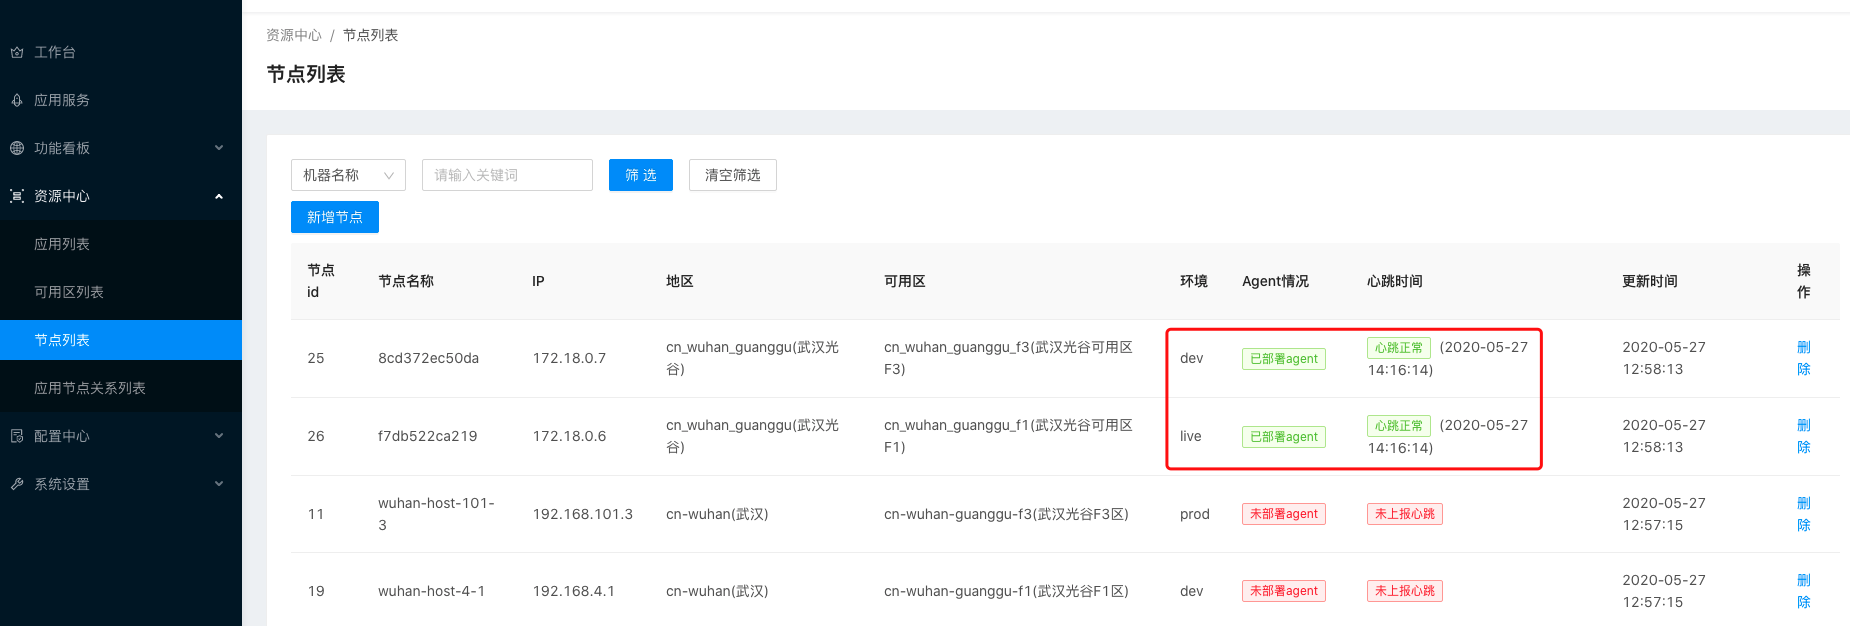 工作台
应用服务
功能看板
资源中心
应用列表
可用区列表
节点列表
应用节点关系列表
配置中心
系统设置
资源中心 / 节点列表
节点列表
机器名称 请输入关键词 筛 选 清空筛选
新增节点
节点 id 节点名称 IP 地区 可用区 环境 Agent情况 心跳时间 更新时间 操作
25 8cd372ec50da 172.18.0.7 cn_wuhan_guanggu(武汉光谷) cn_wuhan_guanggu_f3(武汉光谷可用区F3) dev 已部署agent 心跳正常 (2020-05-27 14:16:14) 2020-05-27 12:58:13 删除
26 f7db522ca219 172.18.0.6 cn_wuhan_guanggu(武汉光谷) cn_wuhan_guanggu_f1(武汉光谷可用区F1) live 已部署agent 心跳正常 (2020-05-27 14:16:14) 2020-05-27 12:58:13 删除
11 wuhan-host-101-3 192.168.101.3 cn-wuhan(武汉) cn-wuhan-guanggu-f3(武汉光谷F3区) prod 未部署agent 未上报心跳 2020-05-27 12:57:15 删除
19 wuhan-host-4-1 192.168.4.1 cn-wuhan(武汉) cn-wuhan-guanggu-f1(武汉光谷F1区) dev 未部署agent 未上报心跳 2020-05-27 12:57:15 删除